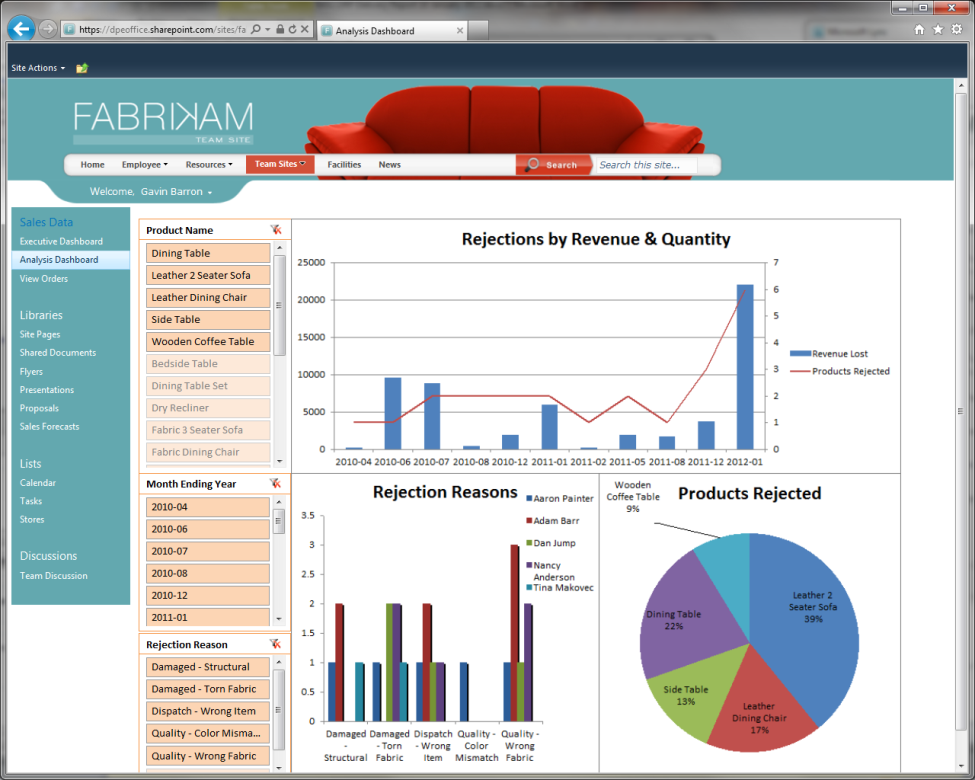 https://dpeoffice.sharepoint.com/sites/fa
Analysis Dashboard
Site Actions
FABRIKAM
TEAM SITE
Home Employee Resources Team Sites Facilities News Search Search this site...
Welcome, Gavin Barron
Sales Data
Executive Dashboard
Analysis Dashboard
View Orders
Libraries
Site Pages
Shared Documents
Flyers
Presentations
Proposals
Sales Forecasts
Lists
Calendar
Tasks
Stores
Discussions
Team Discussion
Product Name
Dining Table
Leather 2 Seater Sofa
Leather Dining Chair
Side Table
Wooden Coffee Table
Bedside Table
Dining Table Set
Dry Recliner
Fabric 3 Seater Sofa
Fabric Dining Chair
Month Ending Year
2010-04
2010-06
2010-07
2010-08
2010-12
2011-01
Rejection Reason
Damaged - Structural
Damaged - Torn Fabric
Dispatch - Wrong Item
Quality - Color Misma...
Quality - Wrong Fabric
Rejections by Revenue & Quantity
25000
20000
15000
10000
5000
0
7
6
5
4
3
2
1
0
2010-04 2010-06 2010-07 2010-08 2010-12 2011-01 2011-02 2011-05 2011-08 2011-12 2012-01
Revenue Lost
Products Rejected
Rejection Reasons
3.5
3
2.5
2
1.5
1
0.5
0
Damaged
-
Structural
Damaged
- Torn
Fabric
Dispatch
- Wrong
Item
Quality -
Color
Mismatch
Quality -
Wrong
Fabric
Aaron Painter
Adam Barr
Dan Jump
Nancy
Anderson
Tina Makovec
Products Rejected
Wooden
Coffee Table
9%
Leather 2
Seater Sofa
39%
Dining Table
22%
Side Table
13%
Leather
Dining Chair
17%